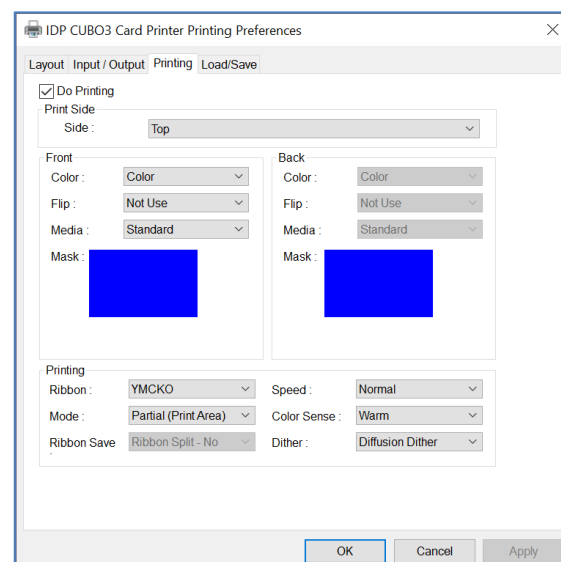 IDP CUBO3 Card Printer Printing Preferences
Layout Input / Output Printing Load/Save
Do Printing
Print Side
Side : Top
Front Back
Color : Color Color : Color
Flip : Not Use Flip : Not Use
Media : Standard Media : Standard
Mask : Mask :
Printing
Ribbon : YMCKO Speed : Normal
Mode : Partial (Print Area) Color Sense : Warm
Ribbon Save Ribbon Split - No Dither : Diffusion Dither
OK Cancel Apply